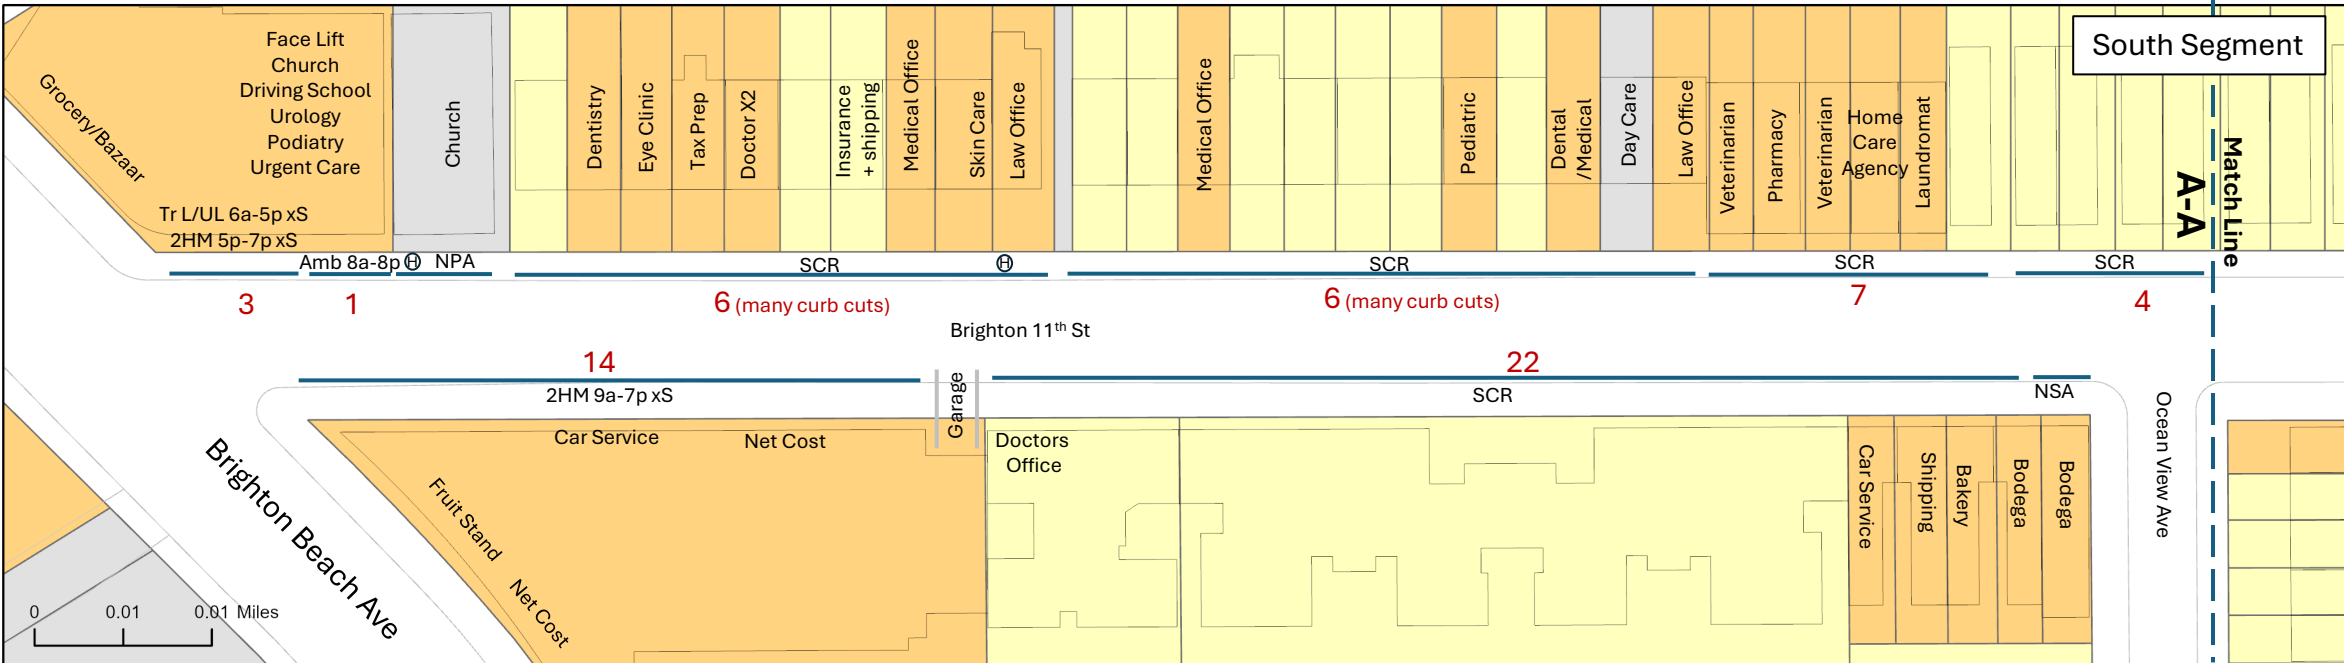 South Segment
Face Lift
Church
Driving School
Urology
Podiatry
Urgent Care
Grocery/Bazaar
Tr L/UL 6a-5p xS
2HM 5p-7p xS
Church
Dentistry
Eye Clinic
Tax Prep
Doctor X2
Insurance
+ shipping
Medical Office
Skin Care
Law Office
Medical Office
Pediatric
Dental
/Medical
Day Care
Law Office
Veterinarian
Pharmacy
Veterinarian
Home
Care
Agency
Laundromat
A-A
Match Line
Amb 8a-8p
H
NPA
SCR
H
SCR
SCR
SCR
3
1
6 (many curb cuts)
6 (many curb cuts)
7
4
Brighton 11th St
14
22
2HM 9a-7p xS
Garage
SCR
NSA
Car Service
Net Cost
Doctors
Office
Fruit Stand
Net Cost
Car Service
Shipping
Bakery
Bodega
Bodega
Ocean View Ave
Brighton Beach Ave
0 0.01 0.01 Miles